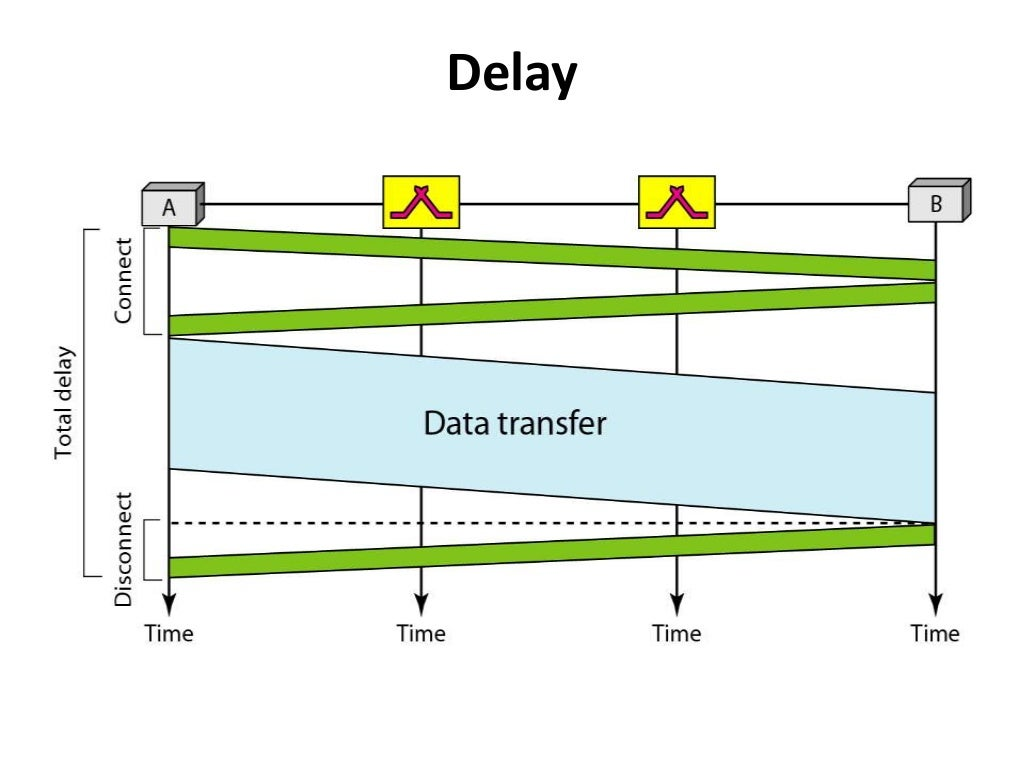 Delay
A
B
Connect
Total delay
Data transfer
Disconnect
Time
Time
Time
Time